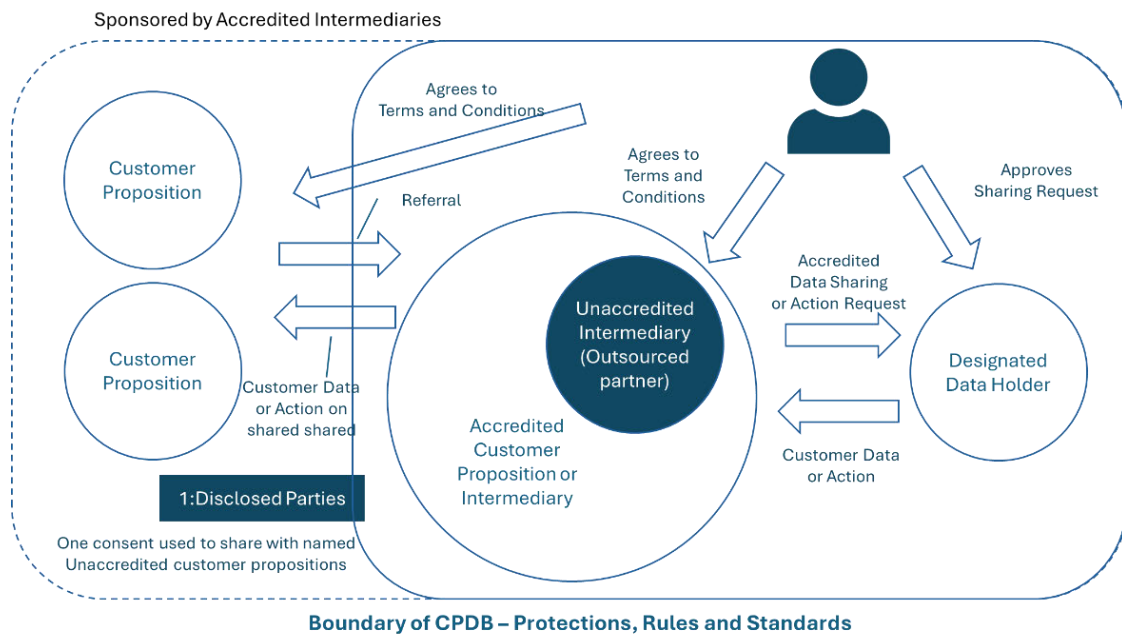 Sponsored by Accredited Intermediaries
Agrees to
Terms and Conditions
Customer
Proposition
Referral
Agrees to
Terms and
Conditions
Approves
Sharing Request
Accredited
Data Sharing
or Action Request
Unaccredited
Intermediary
(Outsourced
partner)
Customer
Proposition
Customer Data
or Action on
shared shared
Designated
Data Holder
Accredited
Customer
Proposition or
Intermediary
Customer Data
or Action
1:Disclosed Parties
One consent used to share with named
Unaccredited customer propositions
Boundary of CPDB – Protections, Rules and Standards